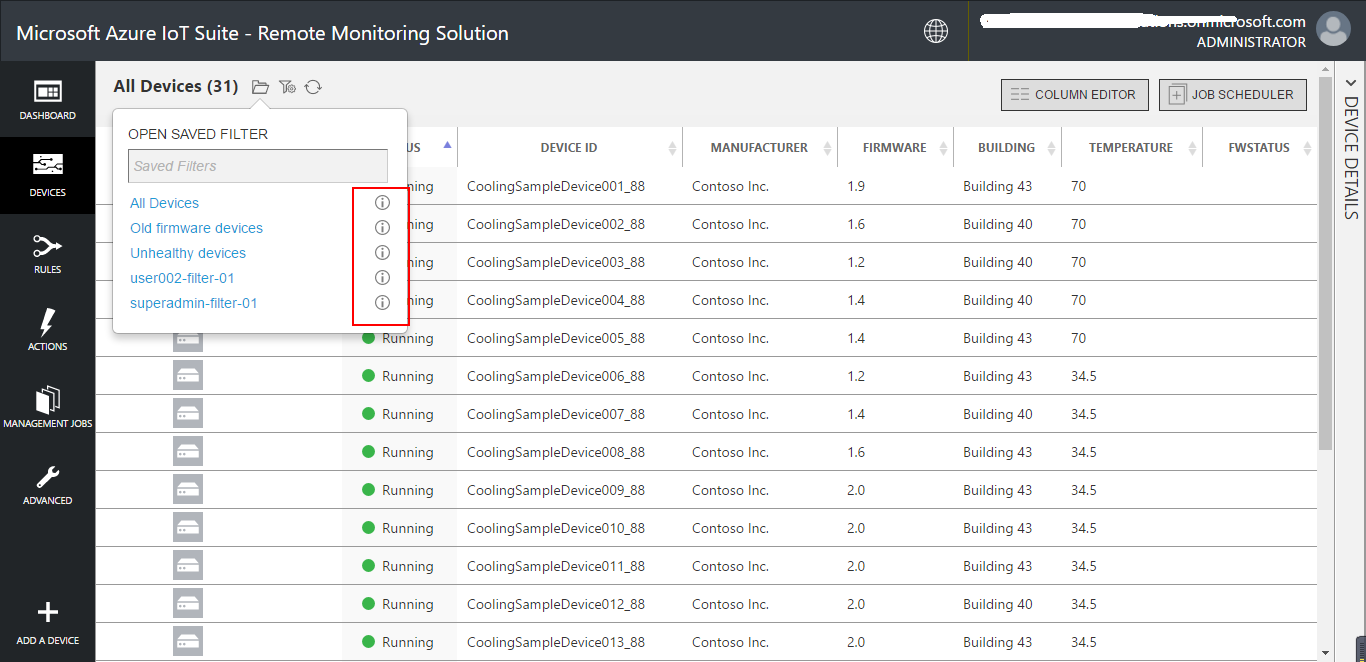 Microsoft Azure IoT Suite - Remote Monitoring Solution
.onmicrosoft.com
ADMINISTRATOR
DASHBOARD
DEVICES
RULES
ACTIONS
MANAGEMENT JOBS
ADVANCED
ADD A DEVICE
All Devices (31)
COLUMN EDITOR
JOB SCHEDULER
DEVICE DETAILS
OPEN SAVED FILTER
Saved Filters
All Devices
Old firmware devices
Unhealthy devices
user002-filter-01
superadmin-filter-01
US DEVICE ID MANUFACTURER FIRMWARE BUILDING TEMPERATURE FWSTATUS
ning CoolingSampleDevice001_88 Contoso Inc. 1.9 Building 43 70
ning CoolingSampleDevice002_88 Contoso Inc. 1.6 Building 40 70
ning CoolingSampleDevice003_88 Contoso Inc. 1.2 Building 40 70
ning CoolingSampleDevice004_88 Contoso Inc. 1.4 Building 40 70
Running CoolingSampleDevice005_88 Contoso Inc. 1.4 Building 43 70
Running CoolingSampleDevice006_88 Contoso Inc. 1.2 Building 43 34.5
Running CoolingSampleDevice007_88 Contoso Inc. 1.4 Building 40 34.5
Running CoolingSampleDevice008_88 Contoso Inc. 1.6 Building 43 34.5
Running CoolingSampleDevice009_88 Contoso Inc. 2.0 Building 43 34.5
Running CoolingSampleDevice010_88 Contoso Inc. 2.0 Building 43 34.5
Running CoolingSampleDevice011_88 Contoso Inc. 2.0 Building 43 34.5
Running CoolingSampleDevice012_88 Contoso Inc. 2.0 Building 40 34.5
Running CoolingSampleDevice013_88 Contoso Inc. 2.0 Building 43 34.5